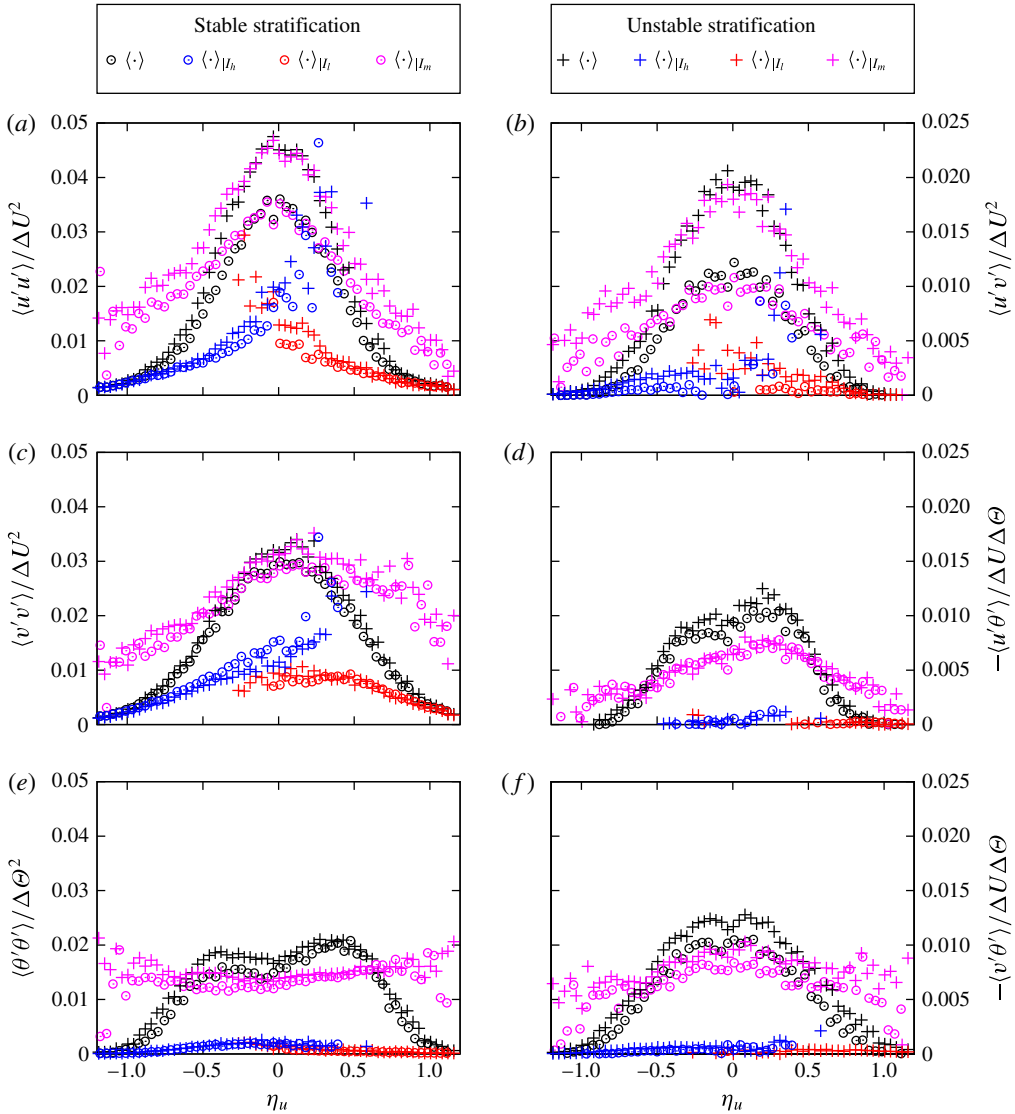 Stable stratification
⟨·⟩ ⟨·⟩|I_h ⟨·⟩|I_l ⟨·⟩|I_m
Unstable stratification
⟨·⟩ ⟨·⟩|I_h ⟨·⟩|I_l ⟨·⟩|I_m
(a)
0.05
0.04
0.03
0.02
0.01
0
⟨u′u′⟩/ΔU²
(b)
0.025
0.020
0.015
0.010
0.005
0
⟨u′v′⟩/ΔU²
(c)
0.05
0.04
0.03
0.02
0.01
0
⟨v′v′⟩/ΔU²
(d)
0.025
0.020
0.015
0.010
0.005
0
−⟨u′θ′⟩/ΔUΔΘ
(e)
0.05
0.04
0.03
0.02
0.01
0
⟨θ′θ′⟩/ΔΘ²
−1.0 −0.5 0 0.5 1.0
η_u
(f)
0.025
0.020
0.015
0.010
0.005
0
−⟨v′θ′⟩/ΔUΔΘ
−1.0 −0.5 0 0.5 1.0
η_u